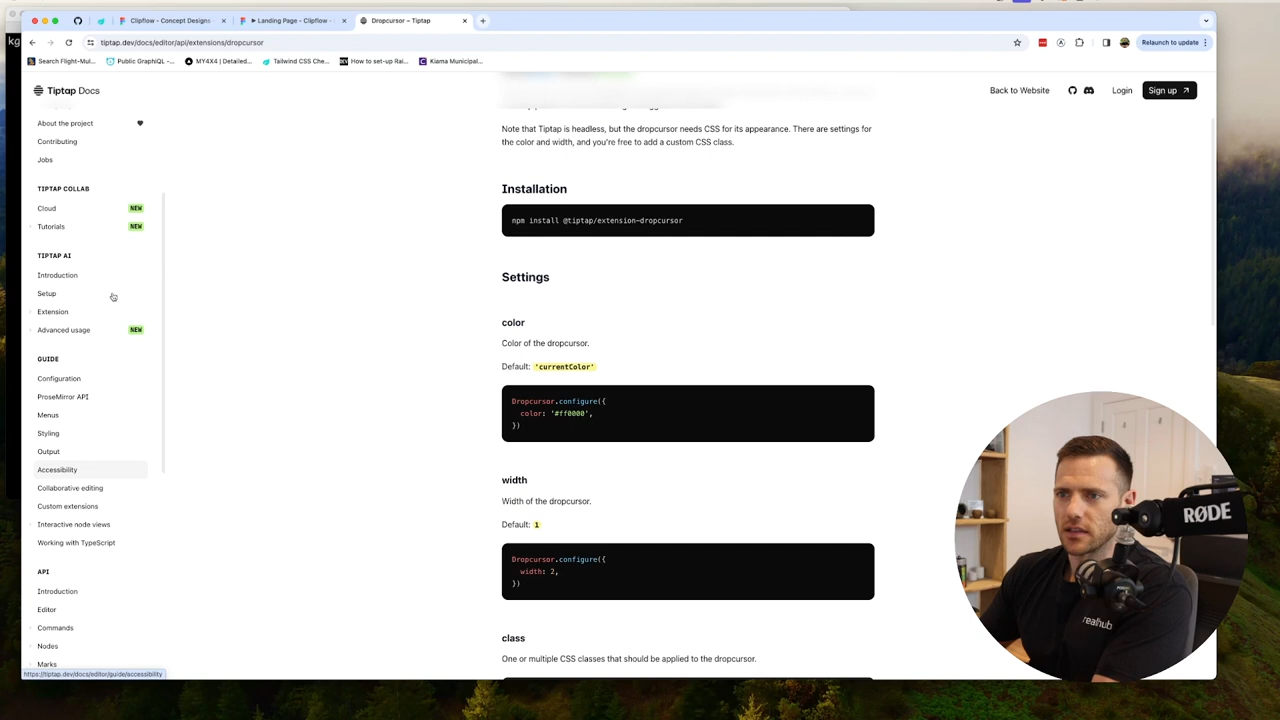 Clipflow - Concept Designs
Landing Page - Clipflow -
Dropcursor – Tiptap
tiptap.dev/docs/editor/api/extensions/dropcursor
Relaunch to update
Search Flight-Mul...
Public GraphiQL -...
MY4X4 | Detailed...
Tailwind CSS Che...
How to set-up Rai...
Kiama Municipal...
Tiptap Docs
Back to Website
Login
Sign up
About the project
Contributing
Jobs
TIPTAP COLLAB
Cloud NEW
Tutorials NEW
TIPTAP AI
Introduction
Setup
Extension
Advanced usage NEW
GUIDE
Configuration
ProseMirror API
Menus
Styling
Output
Accessibility
Collaborative editing
Custom extensions
Interactive node views
Working with TypeScript
API
Introduction
Editor
Commands
Nodes
Marks
https://tiptap.dev/docs/editor/guide/accessibility
Note that Tiptap is headless, but the dropcursor needs CSS for its appearance. There are settings for
the color and width, and you're free to add a custom CSS class.
Installation
npm install @tiptap/extension-dropcursor
Settings
color
Color of the dropcursor.
Default: 'currentColor'
Dropcursor.configure({
color: '#ff0000',
})
width
Width of the dropcursor.
Default: 1
Dropcursor.configure({
width: 2,
})
class
One or multiple CSS classes that should be applied to the dropcursor.
RØDE
realhub